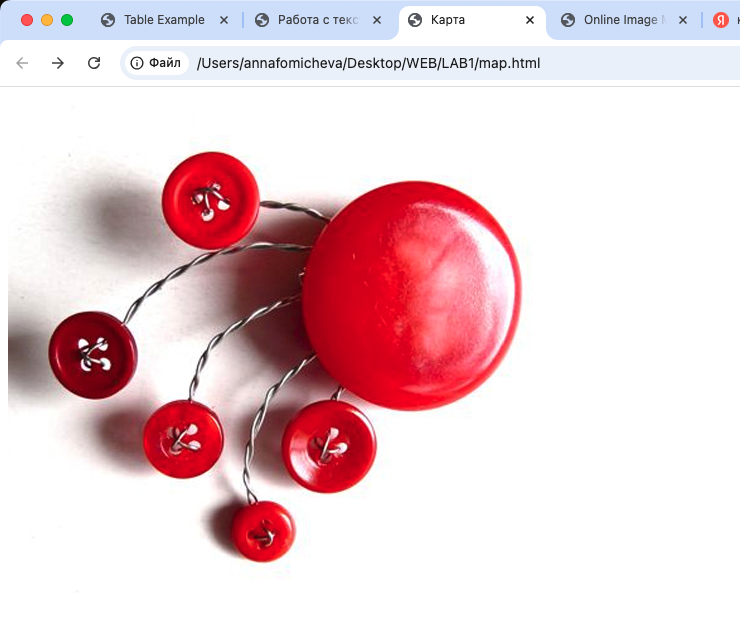 Table Example
Работа с текс
Карта
Online Image M
Я
Файл
/Users/annafomicheva/Desktop/WEB/LAB1/map.html